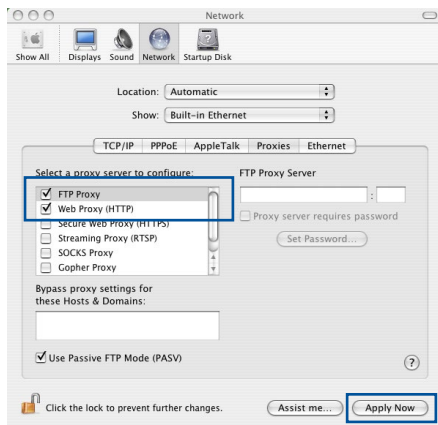 Network
Show All Displays Sound Network Startup Disk
Location: Automatic
Show: Built-in Ethernet
TCP/IP PPPoE AppleTalk Proxies Ethernet
Select a proxy server to configure: FTP Proxy Server
FTP Proxy :
Web Proxy (HTTP) Proxy server requires password
Secure Web Proxy (HTTPS)
Streaming Proxy (RTSP) Set Password...
SOCKS Proxy
Gopher Proxy
Bypass proxy settings for
these Hosts & Domains:
Use Passive FTP Mode (PASV) ?
Click the lock to prevent further changes. Assist me... Apply Now